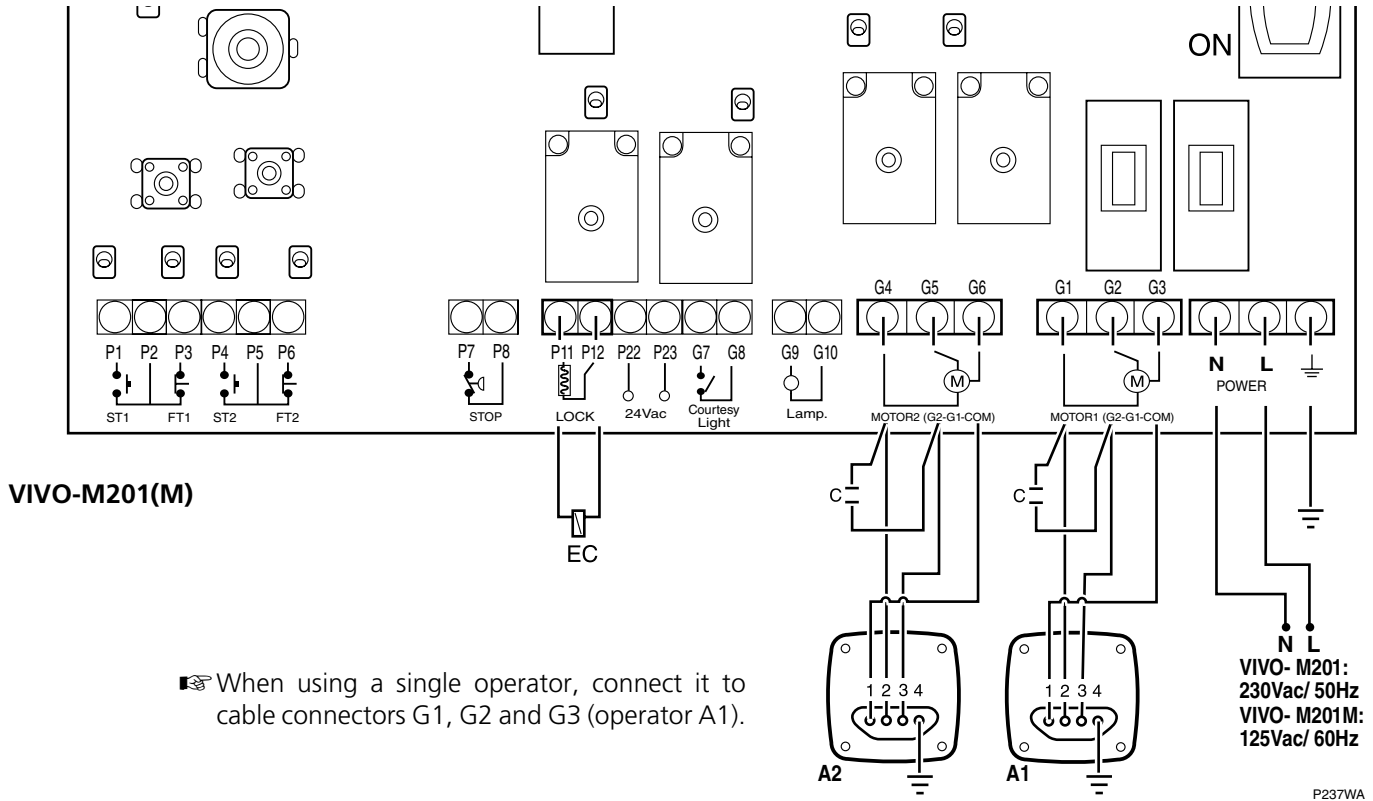 ON
G4 G5 G6 G1 G2 G3
P1 P2 P3 P4 P5 P6 P7 P8 P11 P12 P22 P23 G7 G8 G9 G10 N L
POWER
M M
ST1 FT1 ST2 FT2 STOP LOCK 24Vac Courtesy Light Lamp. MOTOR2 (G2-G1-COM) MOTOR1 (G2-G1-COM)
VIVO-M201(M)
C C
EC
N L
VIVO- M201:
230Vac/ 50Hz
VIVO- M201M:
125Vac/ 60Hz
☞ When using a single operator, connect it to
cable connectors G1, G2 and G3 (operator A1).
1 2 3 4 1 2 3 4
A2 A1
P237WA